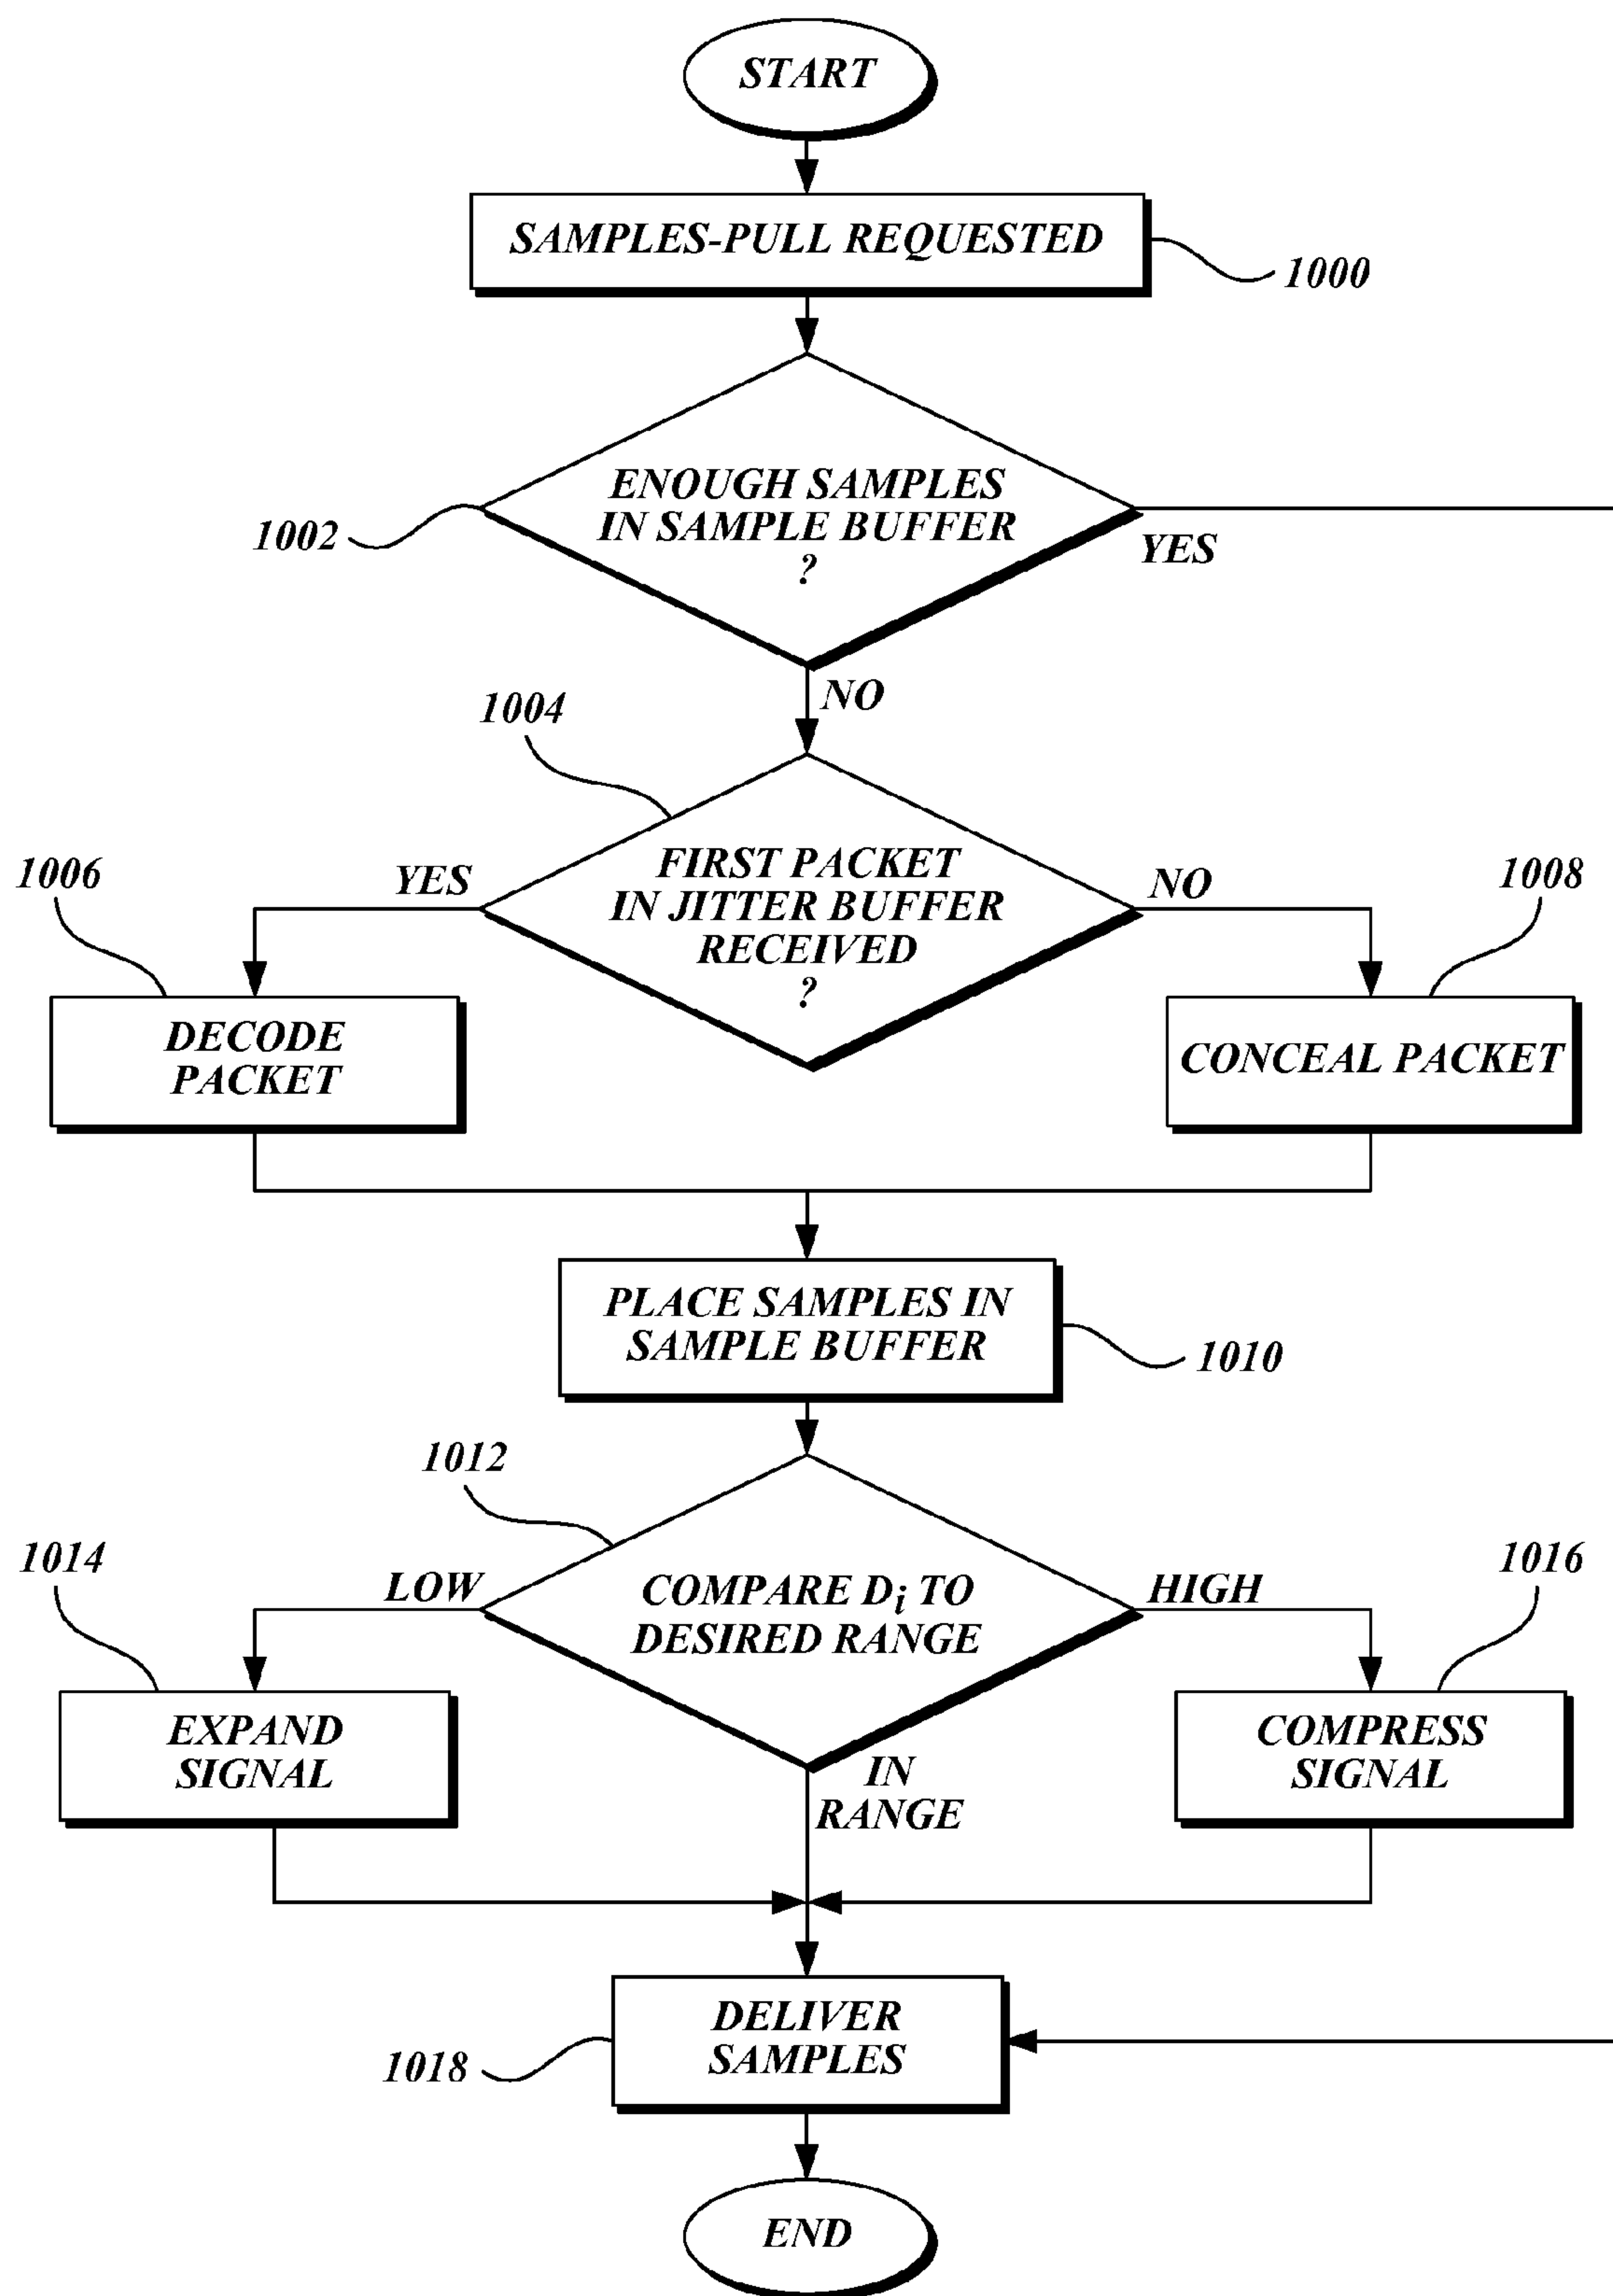 START
SAMPLES-PULL REQUESTED
1000
ENOUGH SAMPLES
IN SAMPLE BUFFER
?
1002
YES
NO
1004
FIRST PACKET
IN JITTER BUFFER
RECEIVED
?
YES
NO
1006
1008
DECODE
PACKET
CONCEAL PACKET
PLACE SAMPLES IN
SAMPLE BUFFER
1010
1012
COMPARE Di TO
DESIRED RANGE
LOW
HIGH
1014
1016
EXPAND
SIGNAL
IN
RANGE
COMPRESS
SIGNAL
DELIVER
SAMPLES
1018
END